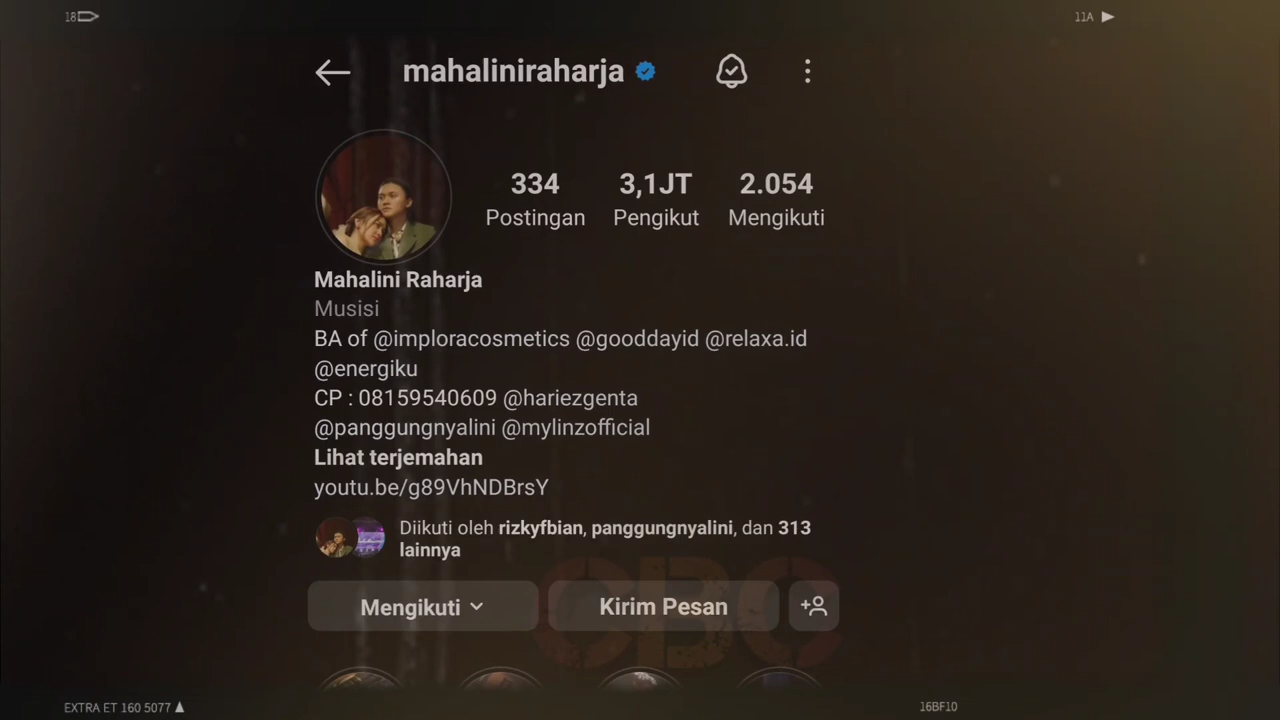 18
11A
mahaliniraharja
334 3,1JT 2.054
Postingan Pengikut Mengikuti
Mahalini Raharja
Musisi
BA of @imploracosmetics @gooddayid @relaxa.id
@energiku
CP : 08159540609 @hariezgenta
@panggungnyalini @mylinzofficial
Lihat terjemahan
youtu.be/g89VhNDBrsY
Diikuti oleh rizkyfbian, panggungnyalini, dan 313
lainnya
CBC
Mengikuti Kirim Pesan
EXTRA ET 160 5077
16BF10